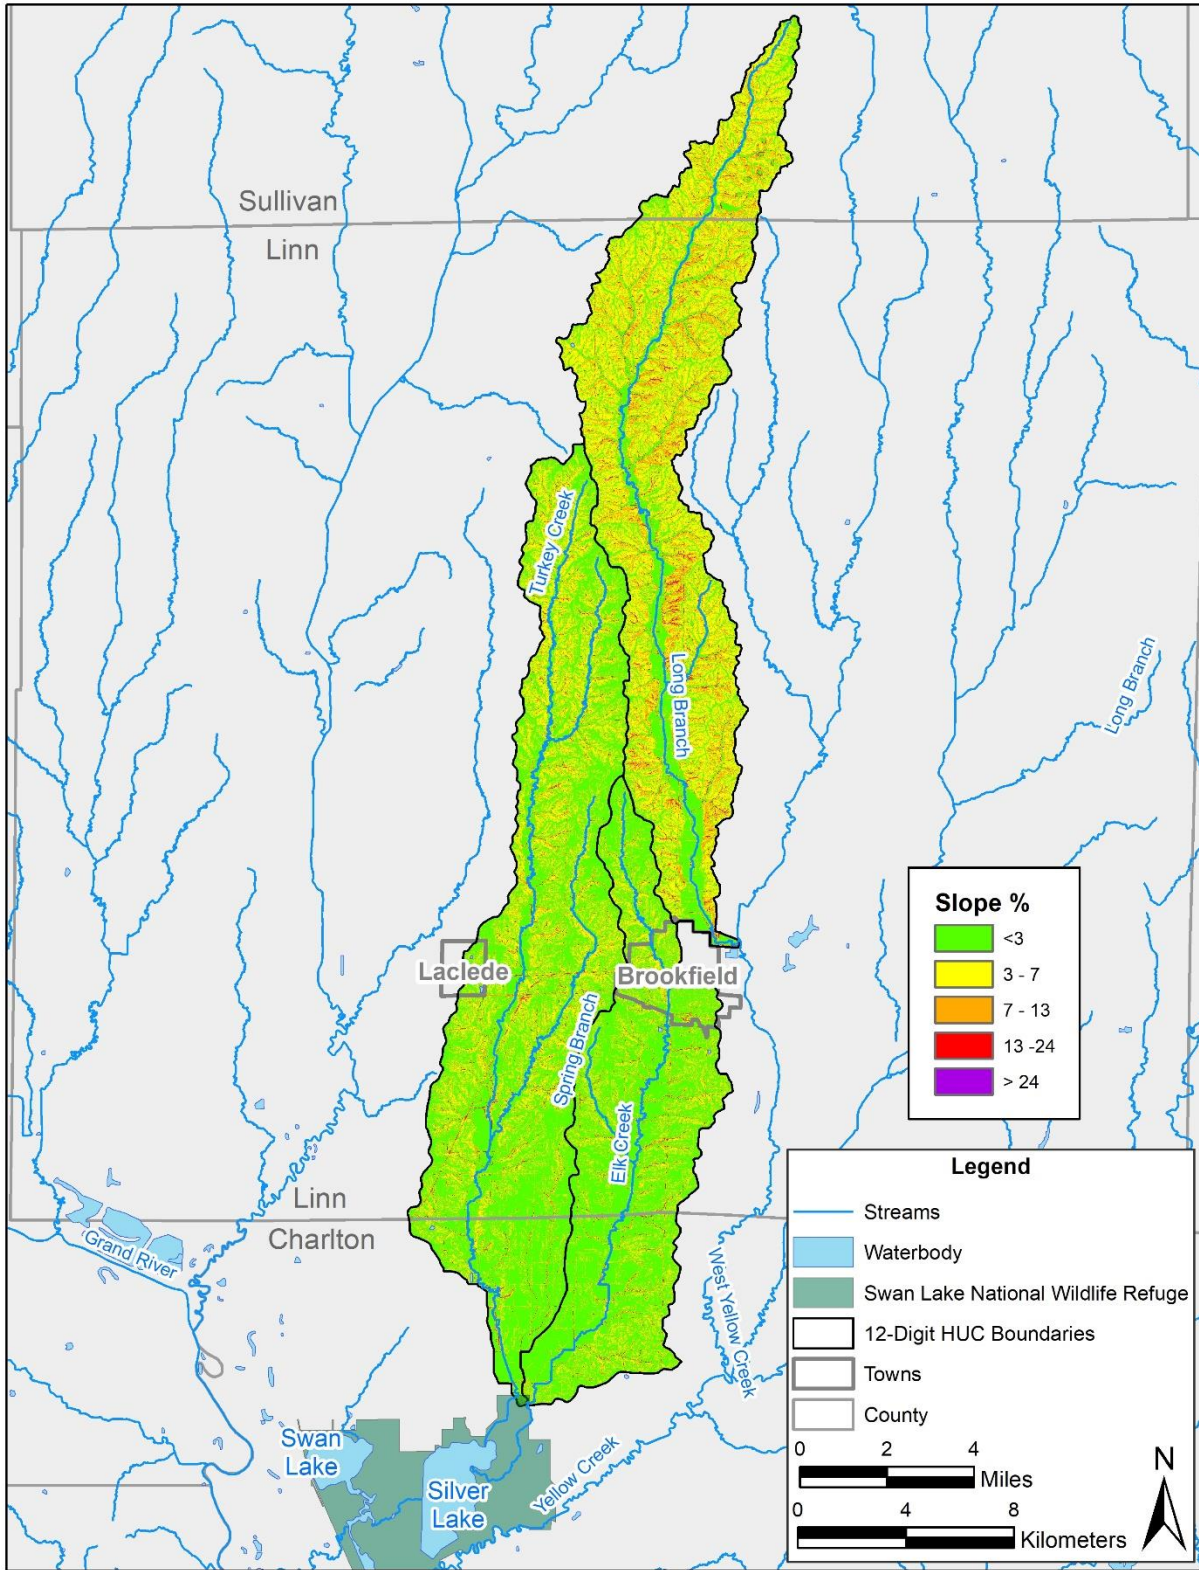 Sullivan
Linn
Turkey Creek
Long Branch
Long Branch
Slope %
<3
3 - 7
7 - 13
13 -24
> 24
Laclede
Brookfield
Spring Branch
Elk Creek
Linn
Charlton
Grand River
West Yellow Creek
Swan
Lake
Silver
Lake
Yellow Creek
Legend
Streams
Waterbody
Swan Lake National Wildlife Refuge
12-Digit HUC Boundaries
Towns
County
0 2 4
Miles
0 4 8
Kilometers
N